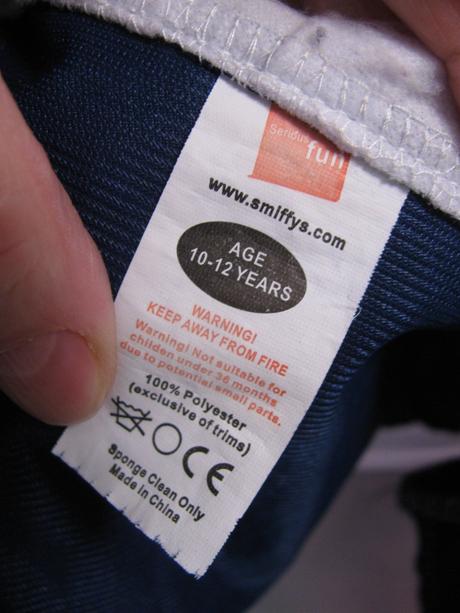 Serious
fun
www.smiffys.com
AGE
10-12 YEARS
WARNING!
KEEP AWAY FROM FIRE
Warning! Not suitable for
childen under 36 months
due to potential small parts.
100% Polyester
(exclusive of trims)
CE
Sponge Clean Only
Made in China